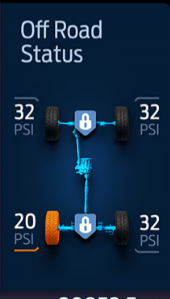 Off Road
Status
32 32
PSI PSI
20 32
PSI PSI